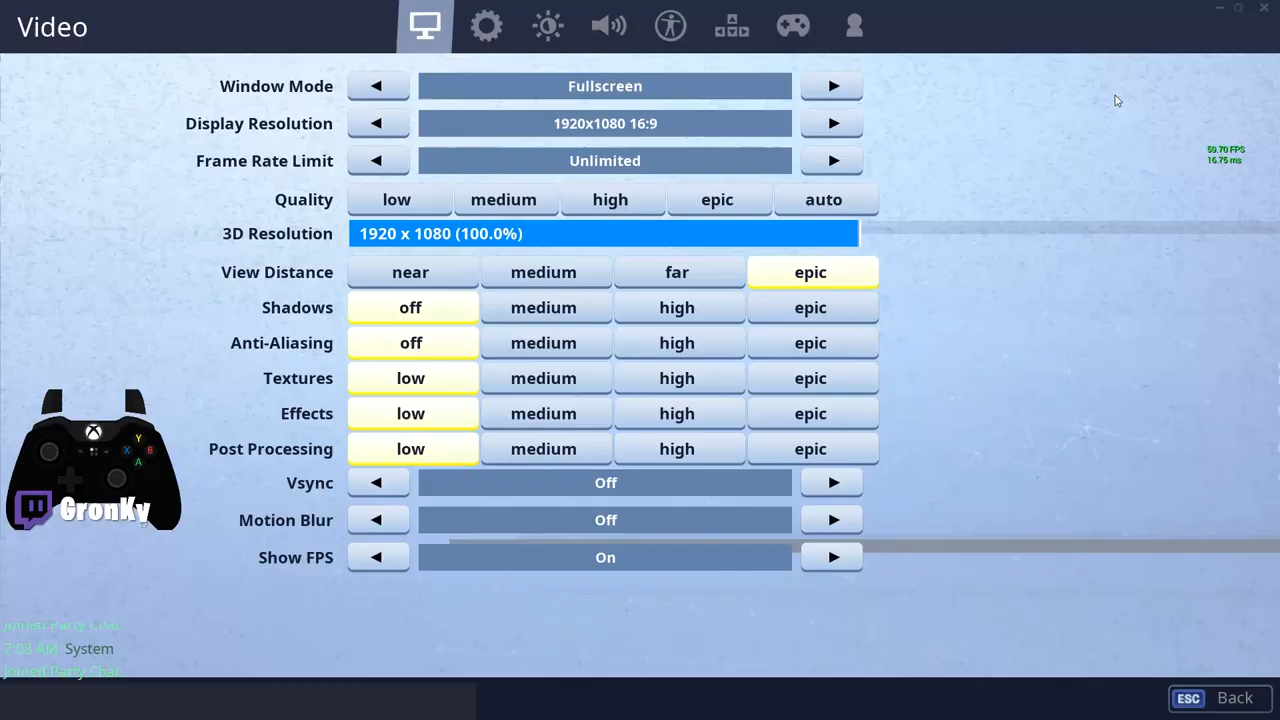 Video
Window Mode Fullscreen
Display Resolution 1920x1080 16:9
59.70 FPS
16.75 ms
Frame Rate Limit Unlimited
Quality low medium high epic auto
3D Resolution 1920 x 1080 (100.0%)
View Distance near medium far epic
Shadows off medium high epic
Anti-Aliasing off medium high epic
Textures low medium high epic
Effects low medium high epic
Post Processing low medium high epic
Y
X B
A
GronKy
Vsync Off
Motion Blur Off
Show FPS On
Joined Party Chat.
7:03 AM System
Joined Party Chat.
ESC Back